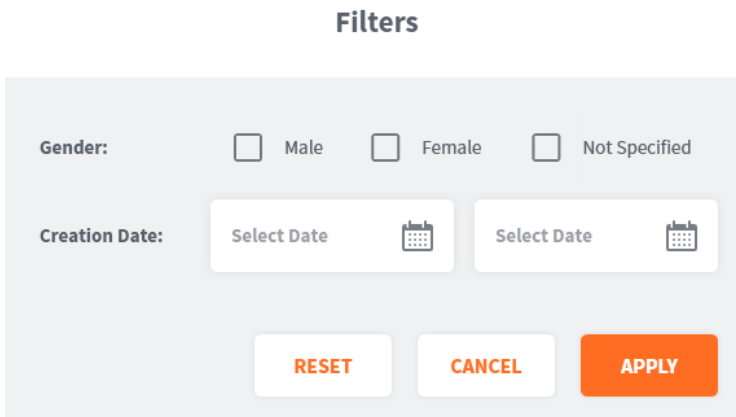 Filters
Gender: Male Female Not Specified
Creation Date: Select Date Select Date
RESET CANCEL APPLY